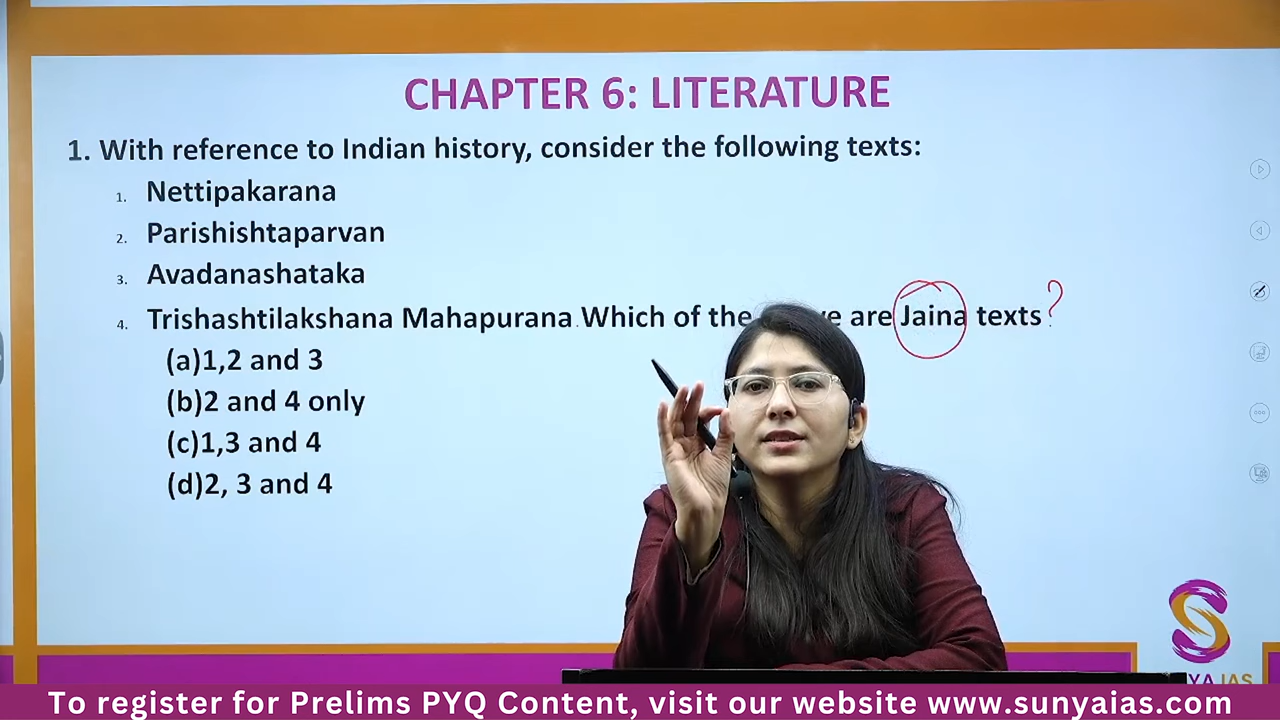 CHAPTER 6: LITERATURE
1. With reference to Indian history, consider the following texts:
1. Nettipakarana
2. Parishishtaparvan
3. Avadanashataka
4. Trishashtilakshana Mahapurana.Which of the are Jaina texts?
(a)1,2 and 3
(b)2 and 4 only
(c)1,3 and 4
(d)2, 3 and 4
To register for Prelims PYQ Content, visit our website www.sunyaias.com